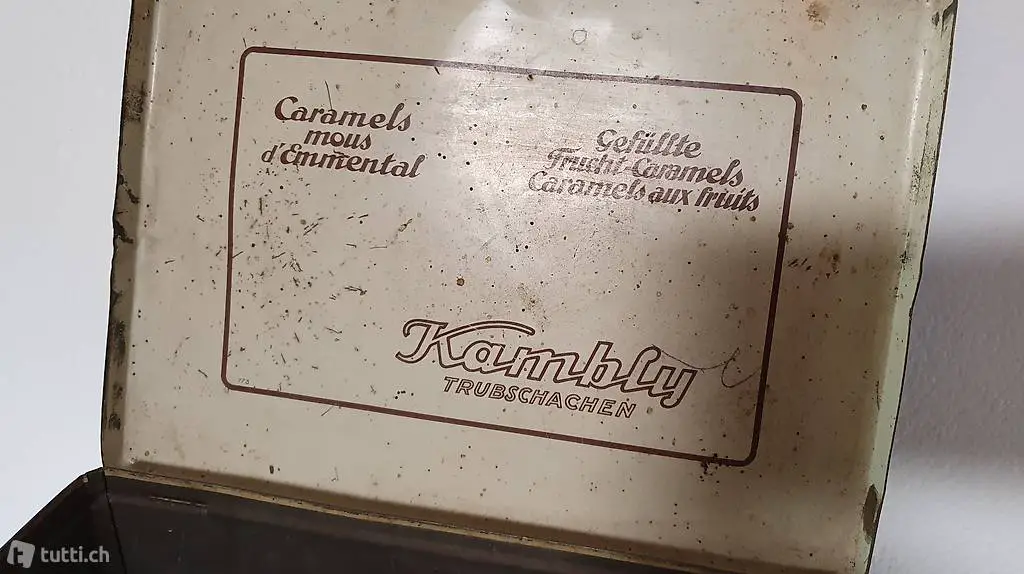 Caramels
mous
d'Emmental
Gefüllte
Frucht-Caramels
Caramels aux fruits
Kambly
TRUBSCHACHEN
tutti.ch